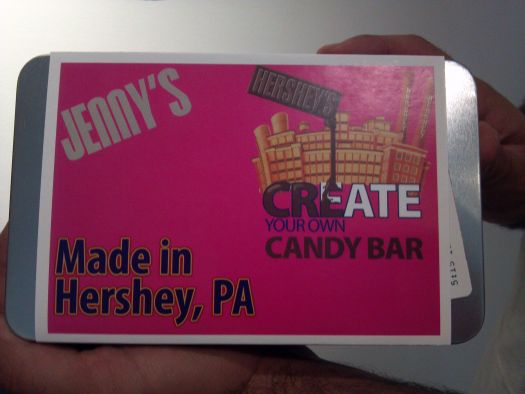 JENNY'S
HERSHEY'S
CREATE
YOUR OWN
CANDY BAR
Made in
Hershey, PA